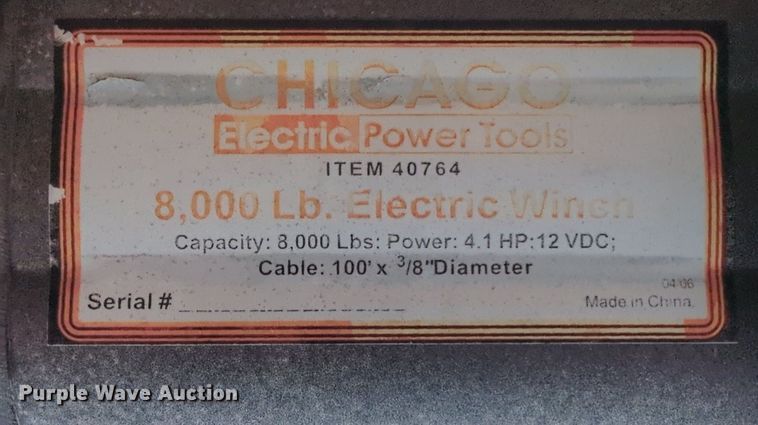 CHICAGO
Electric Power Tools
ITEM 40764
8,000 Lb. Electric Winch
Capacity: 8,000 Lbs: Power: 4.1 HP:12 VDC;
Cable: 100' x 3/8"Diameter
04 06
Serial # _ _ _ _ _ _ _ _ _ _ _ _ Made in China.
Purple Wave Auction